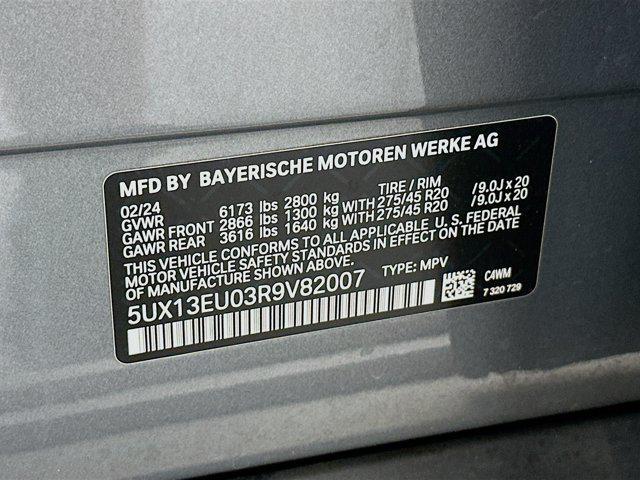 MFD BY BAYERISCHE MOTOREN WERKE AG
02/24 TIRE / RIM
GVWR 6173 lbs 2800 kg
GAWR FRONT 2866 lbs 1300 kg WITH 275/45 R20 /9.0J x 20
GAWR REAR 3616 lbs 1640 kg WITH 275/45 R20 /9.0J x 20
THIS VEHICLE CONFORMS TO ALL APPLICABLE U. S. FEDERAL
MOTOR VEHICLE SAFETY STANDARDS IN EFFECT ON THE DATE
OF MANUFACTURE SHOWN ABOVE.
5UX13EU03R9V82007 TYPE: MPV
C4WM
7 320 729